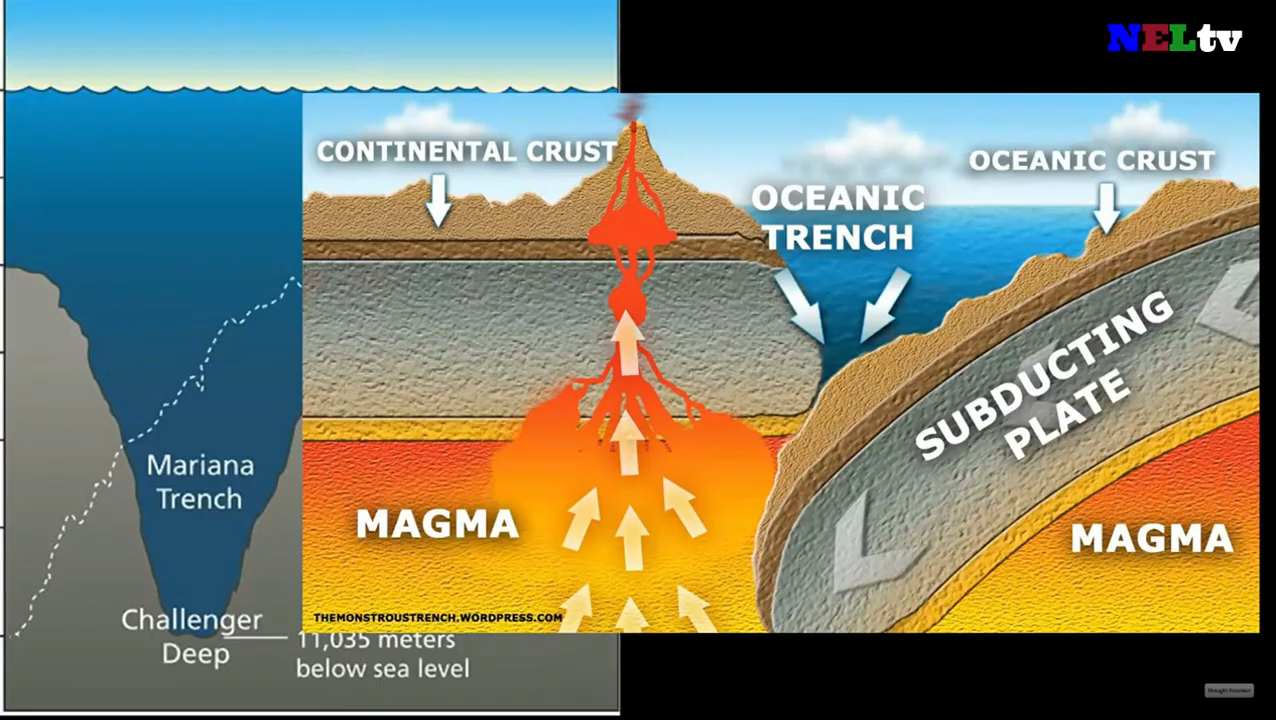 NELtv
CONTINENTAL CRUST
OCEANIC
TRENCH
OCEANIC CRUST
SUBDUCTING
PLATE
MAGMA
MAGMA
THEMONSTROUSTRENCH.WORDPRESS.COM
Mariana
Trench
Challenger
Deep
11,035 meters
below sea level